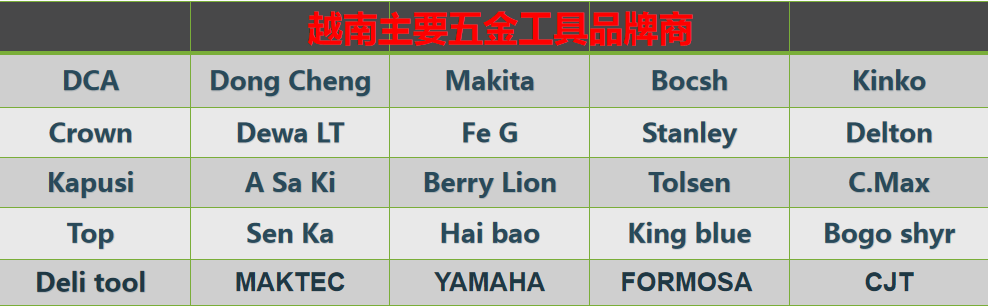 越南主要五金工具品牌商
DCA Dong Cheng Makita Bocsh Kinko
Crown Dewa LT Fe G Stanley Delton
Kapusi A Sa Ki Berry Lion Tolsen C.Max
Top Sen Ka Hai bao King blue Bogo shyr
Deli tool MAKTEC YAMAHA FORMOSA CJT